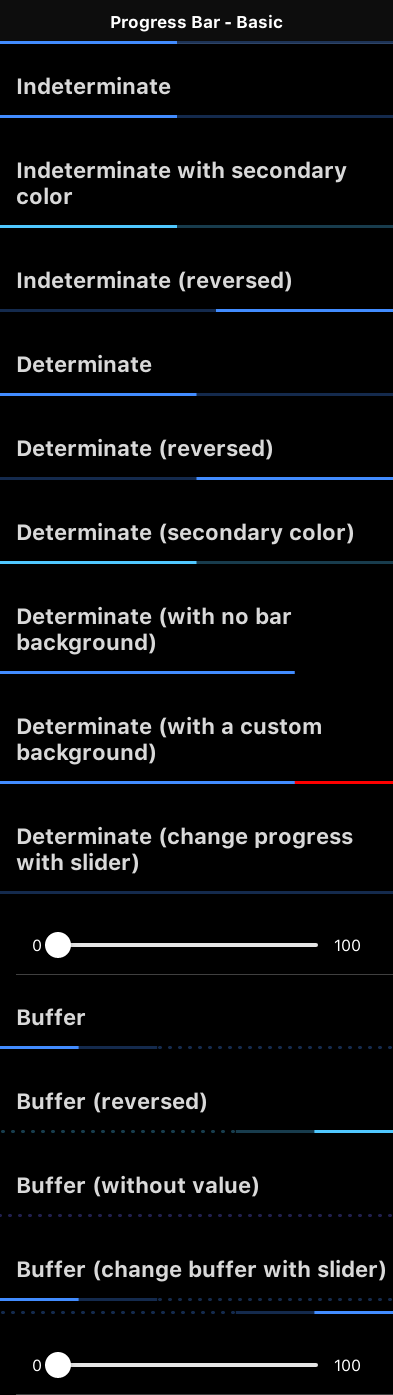 Progress Bar - Basic
Indeterminate
Indeterminate with secondary
color
Indeterminate (reversed)
Determinate
Determinate (reversed)
Determinate (secondary color)
Determinate (with no bar
background)
Determinate (with a custom
background)
Determinate (change progress
with slider)
0 100
Buffer
Buffer (reversed)
Buffer (without value)
Buffer (change buffer with slider)
0 100